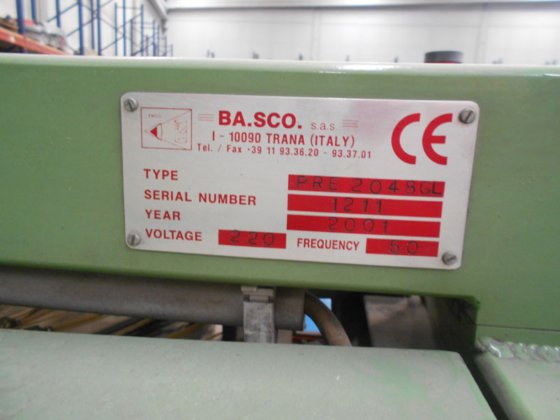 BA.SCO. s.a.s.
I - 10090 TRANA (ITALY)
Tel. / Fax +39 11 93.36.20 - 93.37.01
CE
TYPE PRE 2048GL
SERIAL NUMBER 1211
YEAR 2001
VOLTAGE 220 FREQUENCY 50